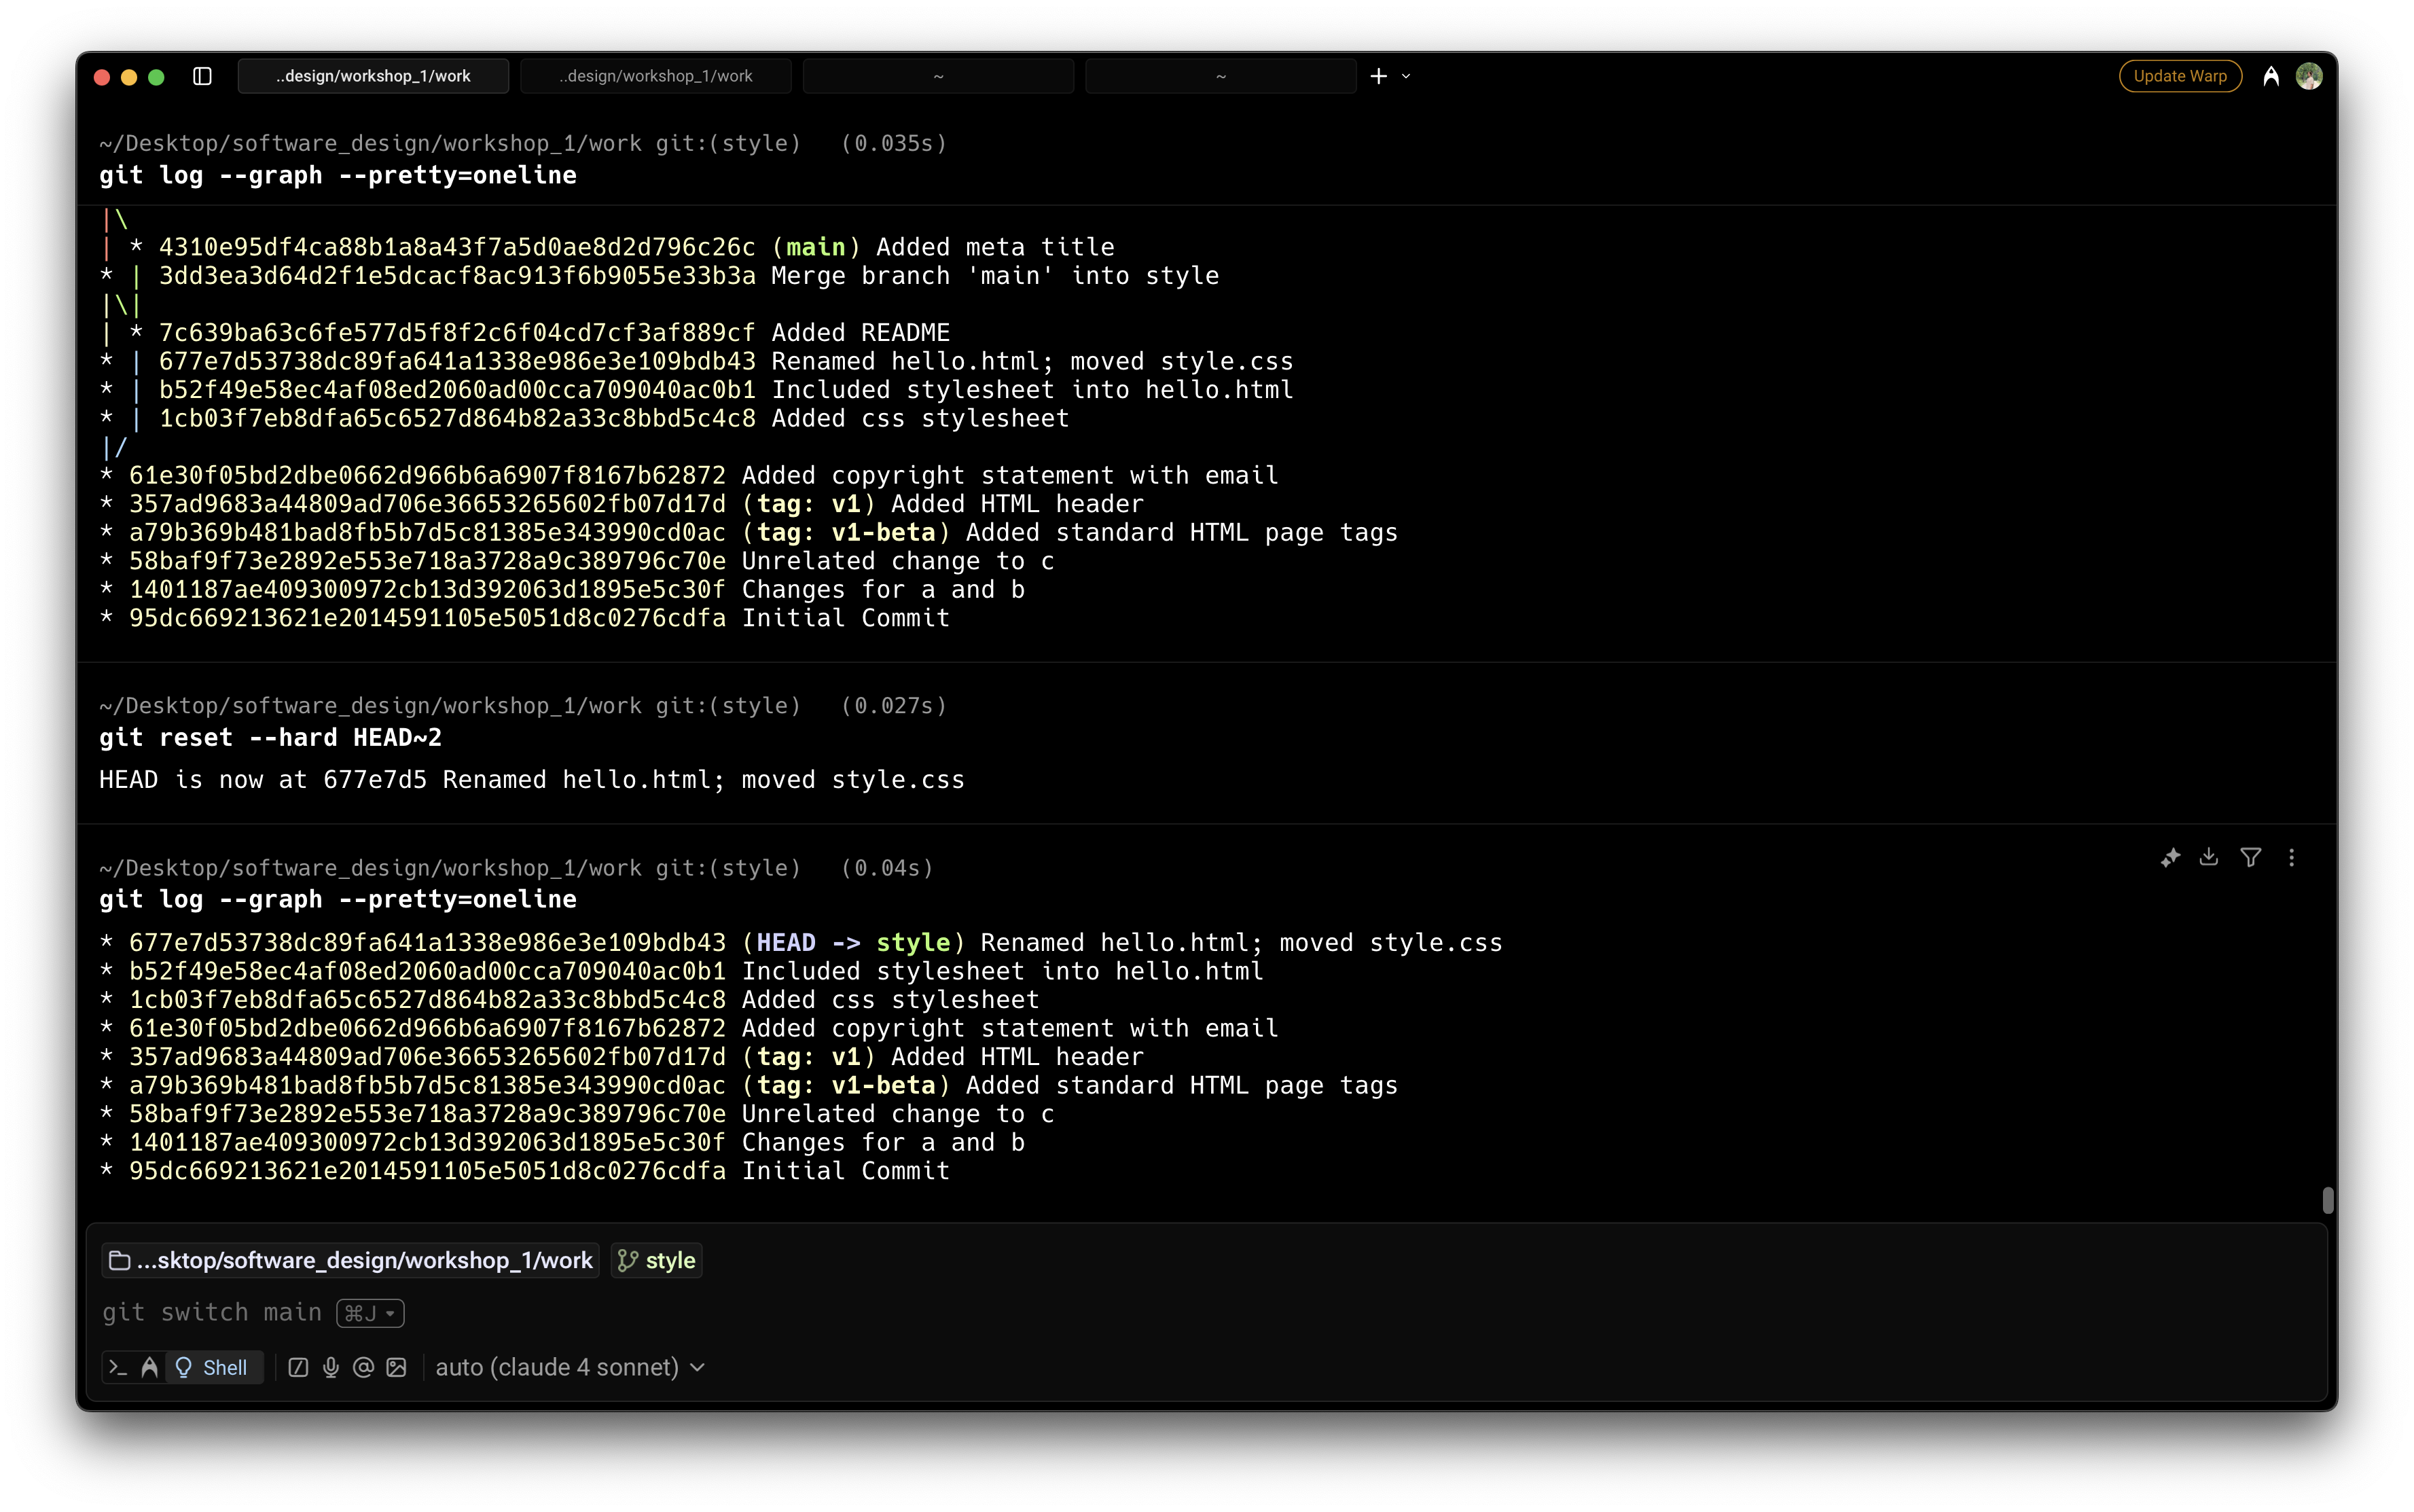 ..design/workshop_1/work ..design/workshop_1/work ~ ~ Update Warp
~/Desktop/software_design/workshop_1/work git:(style) (0.035s)
git log --graph --pretty=oneline
|\
| * 4310e95df4ca88b1a8a43f7a5d0ae8d2d796c26c (main) Added meta title
* | 3dd3ea3d64d2f1e5dcacf8ac913f6b9055e33b3a Merge branch 'main' into style
|\|
| * 7c639ba63c6fe577d5f8f2c6f04cd7cf3af889cf Added README
* | 677e7d53738dc89fa641a1338e986e3e109bdb43 Renamed hello.html; moved style.css
* | b52f49e58ec4af08ed2060ad00cca709040ac0b1 Included stylesheet into hello.html
* | 1cb03f7eb8dfa65c6527d864b82a33c8bbd5c4c8 Added css stylesheet
|/
* 61e30f05bd2dbe0662d966b6a6907f8167b62872 Added copyright statement with email
* 357ad9683a44809ad706e36653265602fb07d17d (tag: v1) Added HTML header
* a79b369b481bad8fb5b7d5c81385e343990cd0ac (tag: v1-beta) Added standard HTML page tags
* 58baf9f73e2892e553e718a3728a9c389796c70e Unrelated change to c
* 1401187ae409300972cb13d392063d1895e5c30f Changes for a and b
* 95dc669213621e2014591105e5051d8c0276cdfa Initial Commit
~/Desktop/software_design/workshop_1/work git:(style) (0.027s)
git reset --hard HEAD~2
HEAD is now at 677e7d5 Renamed hello.html; moved style.css
~/Desktop/software_design/workshop_1/work git:(style) (0.04s)
git log --graph --pretty=oneline
* 677e7d53738dc89fa641a1338e986e3e109bdb43 (HEAD -> style) Renamed hello.html; moved style.css
* b52f49e58ec4af08ed2060ad00cca709040ac0b1 Included stylesheet into hello.html
* 1cb03f7eb8dfa65c6527d864b82a33c8bbd5c4c8 Added css stylesheet
* 61e30f05bd2dbe0662d966b6a6907f8167b62872 Added copyright statement with email
* 357ad9683a44809ad706e36653265602fb07d17d (tag: v1) Added HTML header
* a79b369b481bad8fb5b7d5c81385e343990cd0ac (tag: v1-beta) Added standard HTML page tags
* 58baf9f73e2892e553e718a3728a9c389796c70e Unrelated change to c
* 1401187ae409300972cb13d392063d1895e5c30f Changes for a and b
* 95dc669213621e2014591105e5051d8c0276cdfa Initial Commit
...sktop/software_design/workshop_1/work style
git switch main ⌘J
Shell auto (claude 4 sonnet)